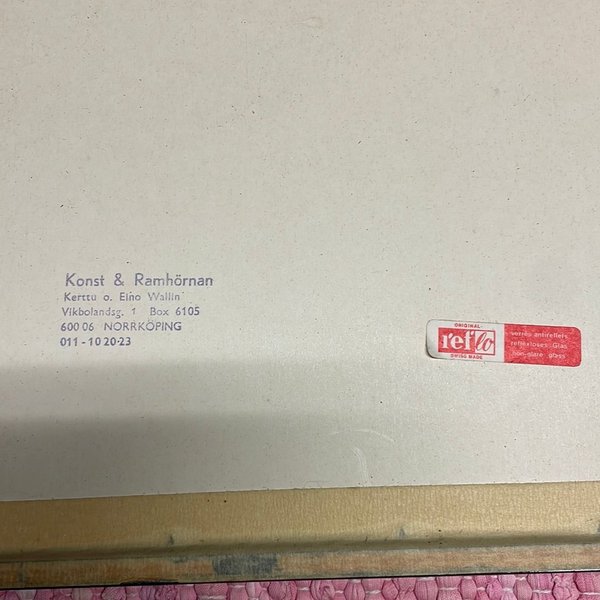 Konst & Ramhörnan
Kerttu o. Eino Wallin
Vikbolandsg. 1 Box 6105
600 06 NORRKÖPING
011 - 10 20 23
ORIGINAL-
reflo
SWISS MADE
verres antireflets
reflexloses Glas
non-glare glass